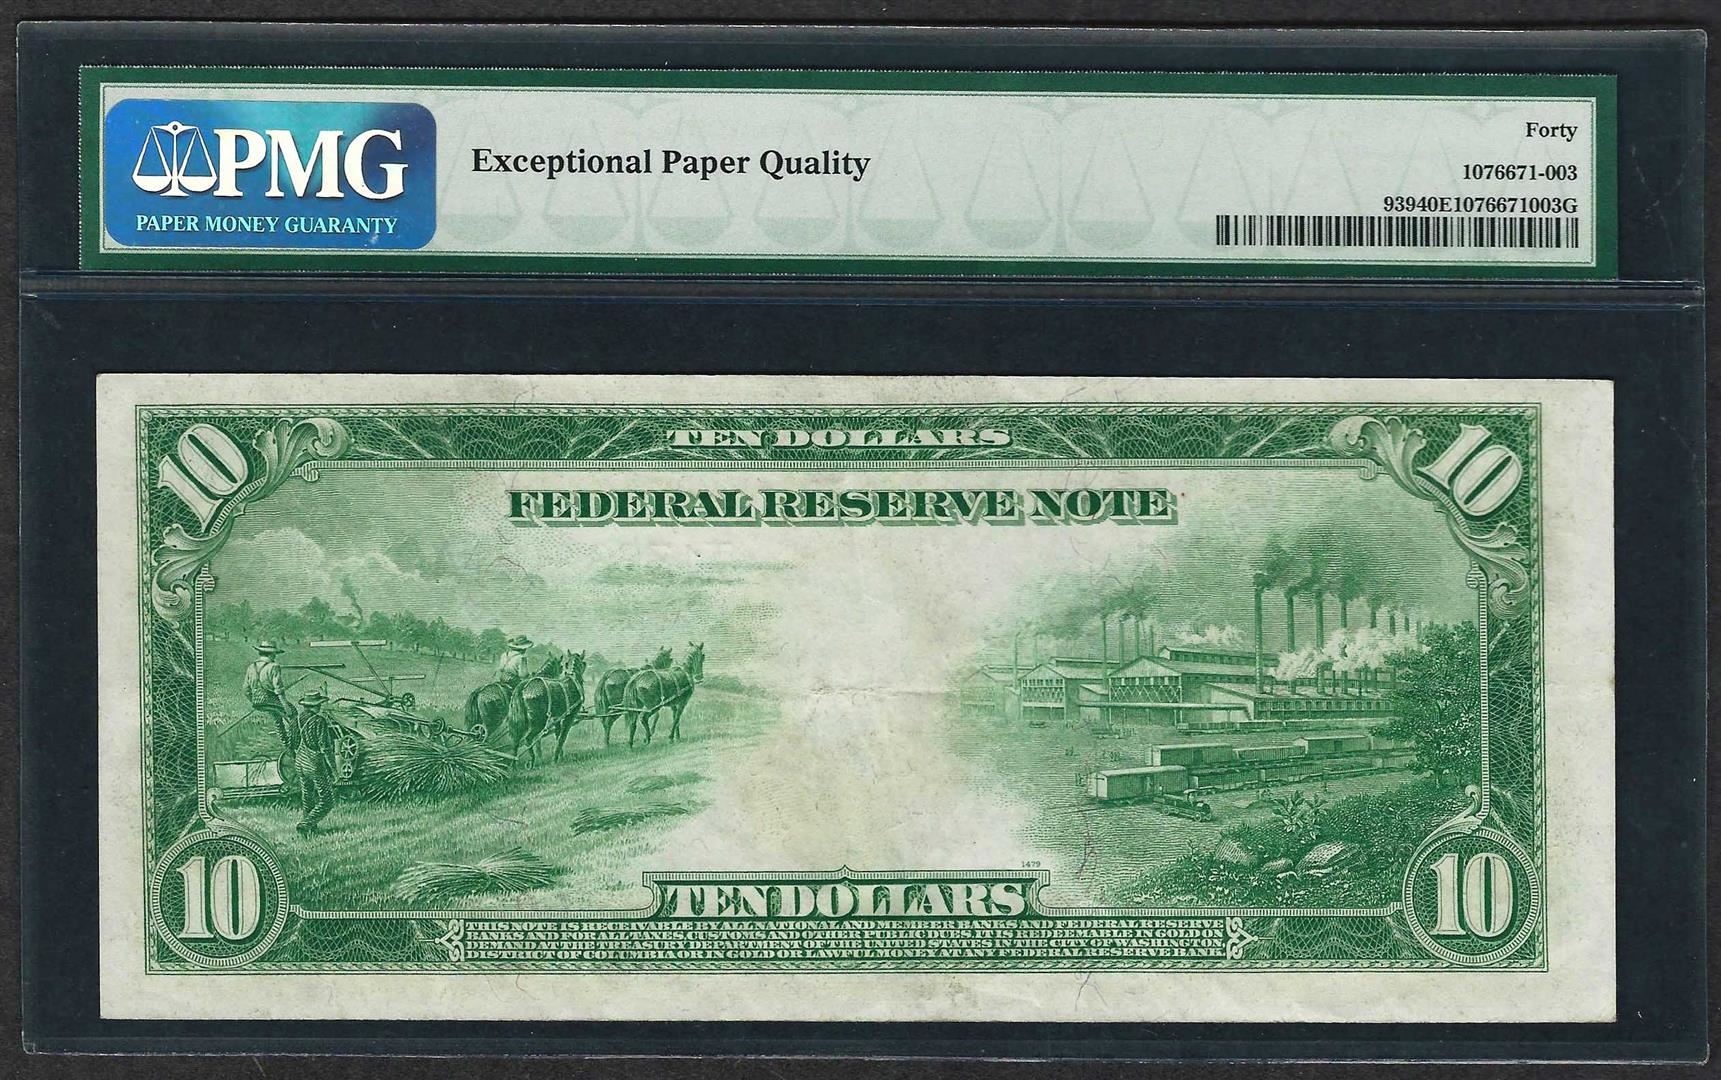 PMG
PAPER MONEY GUARANTY
Exceptional Paper Quality
Forty
1076671-003
93940E1076671003G
10
TEN DOLLARS
10
FEDERAL RESERVE NOTE
1479
10
TEN DOLLARS
10
THIS NOTE IS RECEIVABLE BY ALL NATIONAL AND MEMBER BANKS AND FEDERAL RESERVE
BANKS AND FOR ALL TAXES, CUSTOMS AND OTHER PUBLIC DUES. IT IS REDEEMABLE IN GOLD ON
DEMAND AT THE TREASURY DEPARTMENT OF THE UNITED STATES IN THE CITY OF WASHINGTON,
DISTRICT OF COLUMBIA OR IN GOLD OR LAWFUL MONEY AT ANY FEDERAL RESERVE BANK.